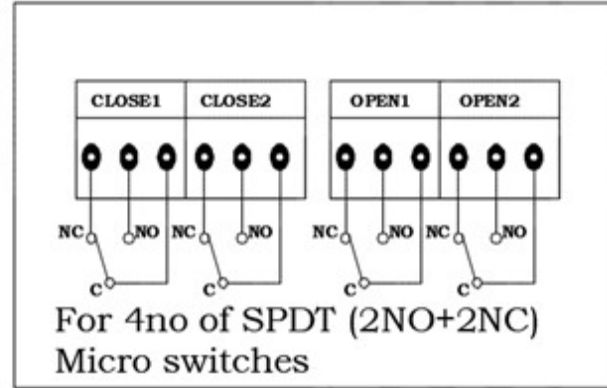 CLOSE1 CLOSE2 OPEN1 OPEN2
NC NO NC NO NC NO NC NO
C C C C
For 4no of SPDT (2NO+2NC)
Micro switches